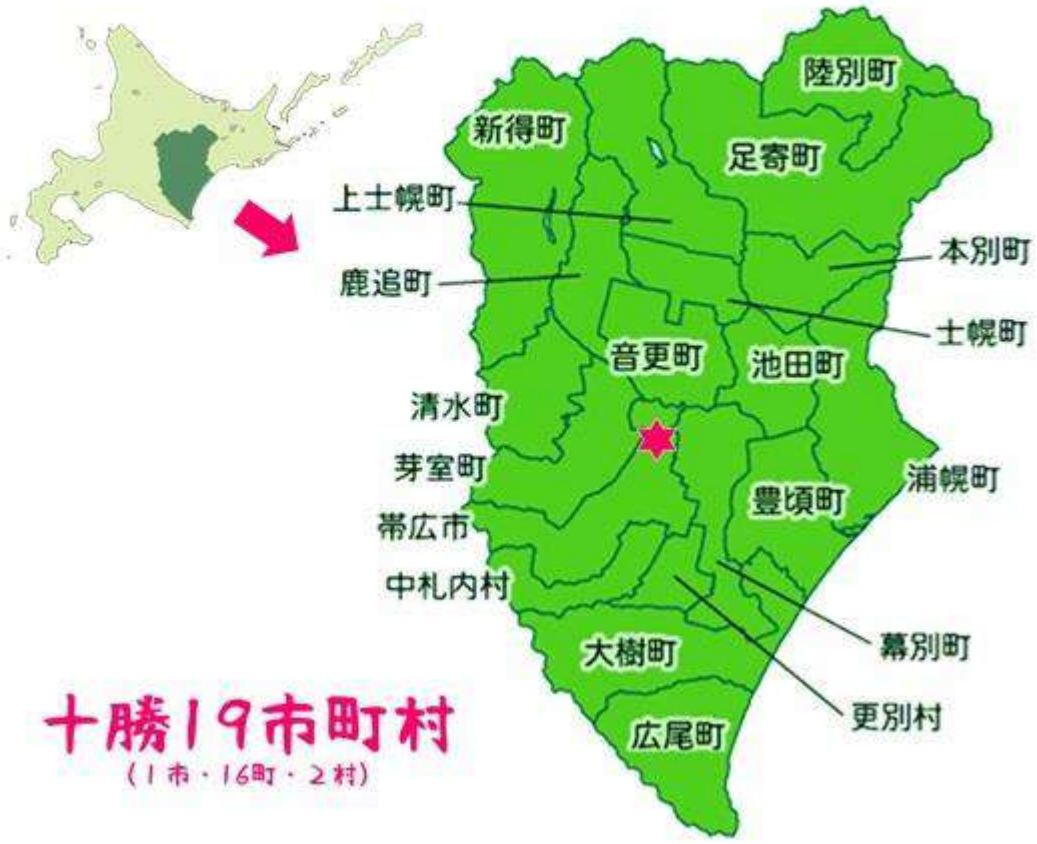 陸別町
新得町
足寄町
上士幌町
本別町
鹿追町
士幌町
音更町
池田町
清水町
芽室町
浦幌町
豊頃町
帯広市
中札内村
幕別町
大樹町
更別村
広尾町
十勝19市町村
(1市・16町・2村)